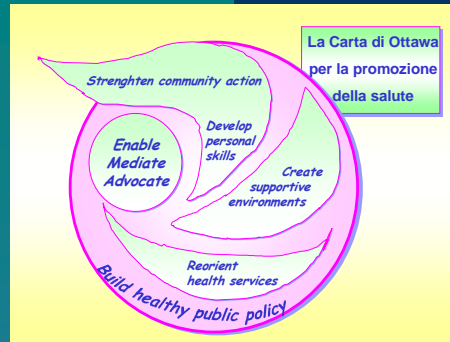 La Carta di Ottawa
per la promozione
della salute
Strenghten community action
Develop
personal
skills
Enable
Mediate
Advocate
Create
supportive
environments
Reorient
health services
Build healthy public policy